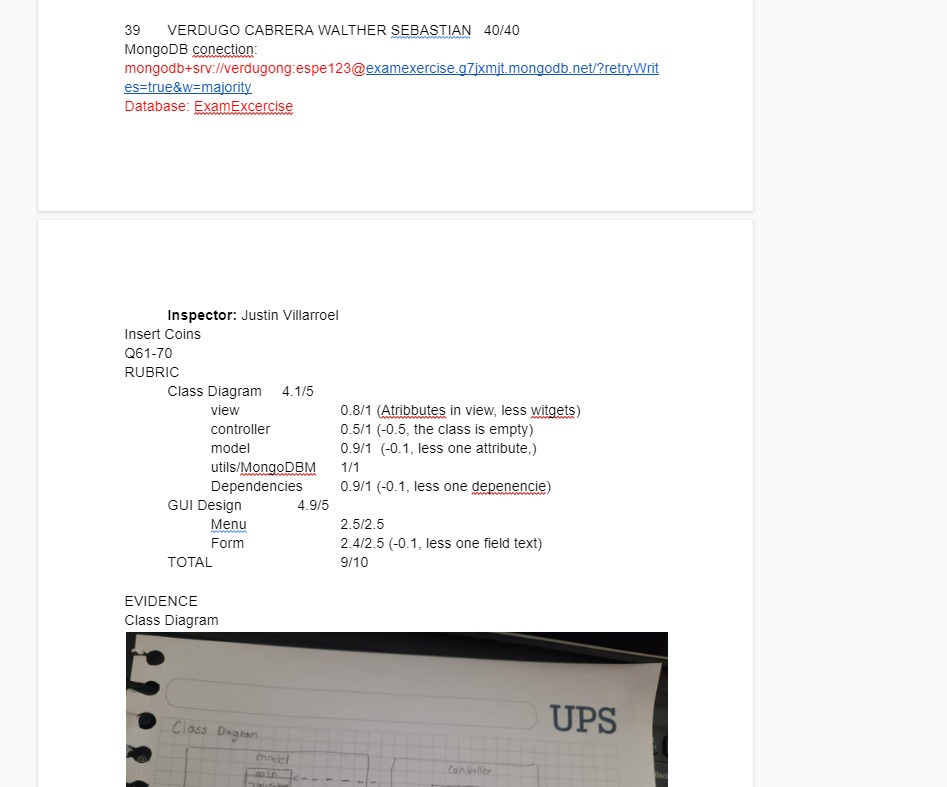 39 VERDUGO CABRERA WALTHER SEBASTIAN 40/40
MongoDB conection:
mongodb+srv://verdugong:espe123@examexercise.g7jxmjt.mongodb.net/?retryWrit
es=true&w=majority
Database: ExamExcercise
Inspector: Justin Villarroel
Insert Coins
Q61-70
RUBRIC
Class Diagram 4.1/5
view 0.8/1 (Atribbutes in view, less witgets)
controller 0.5/1 (-0.5, the class is empty)
model 0.9/1 (-0.1, less one attribute,)
utils/MongoDBM 1/1
Dependencies 0.9/1 (-0.1, less one depenencie)
GUI Design 4.9/5
Menu 2.5/2.5
Form 2.4/2.5 (-0.1, less one field text)
TOTAL 9/10
EVIDENCE
Class Diagram
UPS
Class Diagram
model
Controller